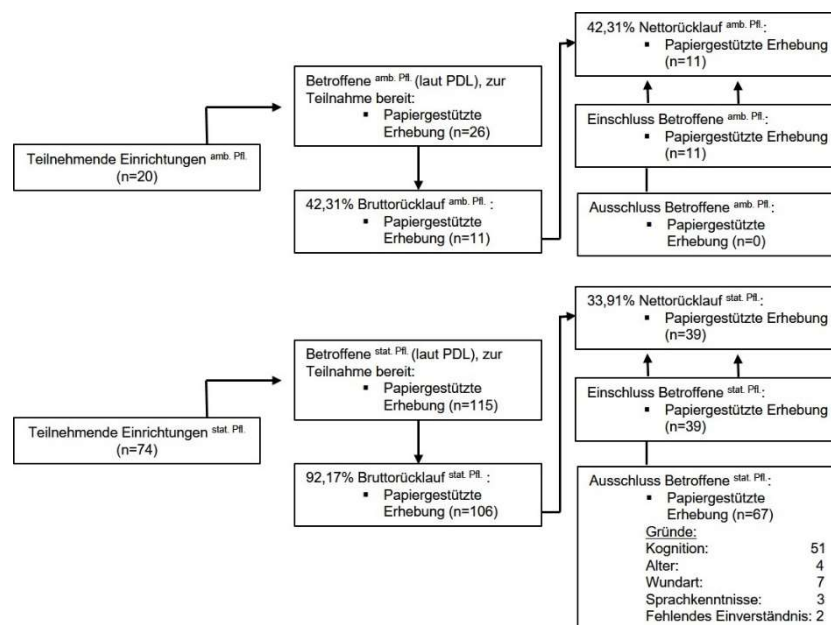 Teilnehmende Einrichtungen amb. Pfl.
(n=20)
Betroffene amb. Pfl. (laut PDL), zur
Teilnahme bereit:
▪ Papiergestützte
Erhebung (n=26)
42,31% Bruttorücklauf amb. Pfl. :
▪ Papiergestützte
Erhebung (n=11)
42,31% Nettorücklauf amb. Pfl.:
▪ Papiergestützte Erhebung
(n=11)
Einschluss Betroffene amb. Pfl.:
▪ Papiergestützte Erhebung
(n=11)
Ausschluss Betroffene amb. Pfl.:
▪ Papiergestützte
Erhebung (n=0)
Teilnehmende Einrichtungen stat. Pfl.
(n=74)
Betroffene stat. Pfl. (laut PDL), zur
Teilnahme bereit:
▪ Papiergestützte
Erhebung (n=115)
92,17% Bruttorücklauf stat. Pfl. :
▪ Papiergestützte
Erhebung (n=106)
33,91% Nettorücklauf stat. Pfl.:
▪ Papiergestützte Erhebung
(n=39)
Einschluss Betroffene stat. Pfl.:
▪ Papiergestützte Erhebung
(n=39)
Ausschluss Betroffene stat. Pfl.:
▪ Papiergestützte
Erhebung (n=67)
Gründe:
Kognition: 51
Alter: 4
Wundart: 7
Sprachkenntnisse: 3
Fehlendes Einverständnis: 2